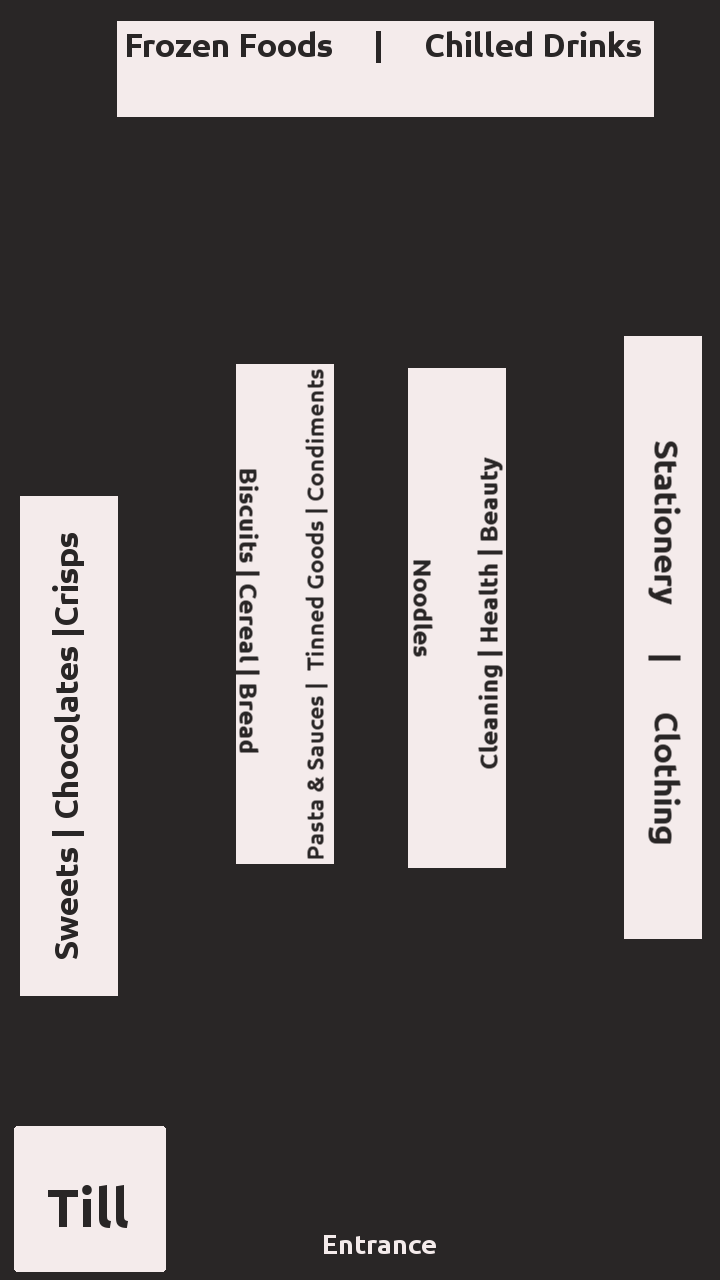 Frozen Foods | Chilled Drinks
Sweets | Chocolates |Crisps
Biscuits | Cereal | Bread
Pasta & Sauces | Tinned Goods | Condiments
Noodles
Cleaning | Health | Beauty
Stationery | Clothing
Till
Entrance